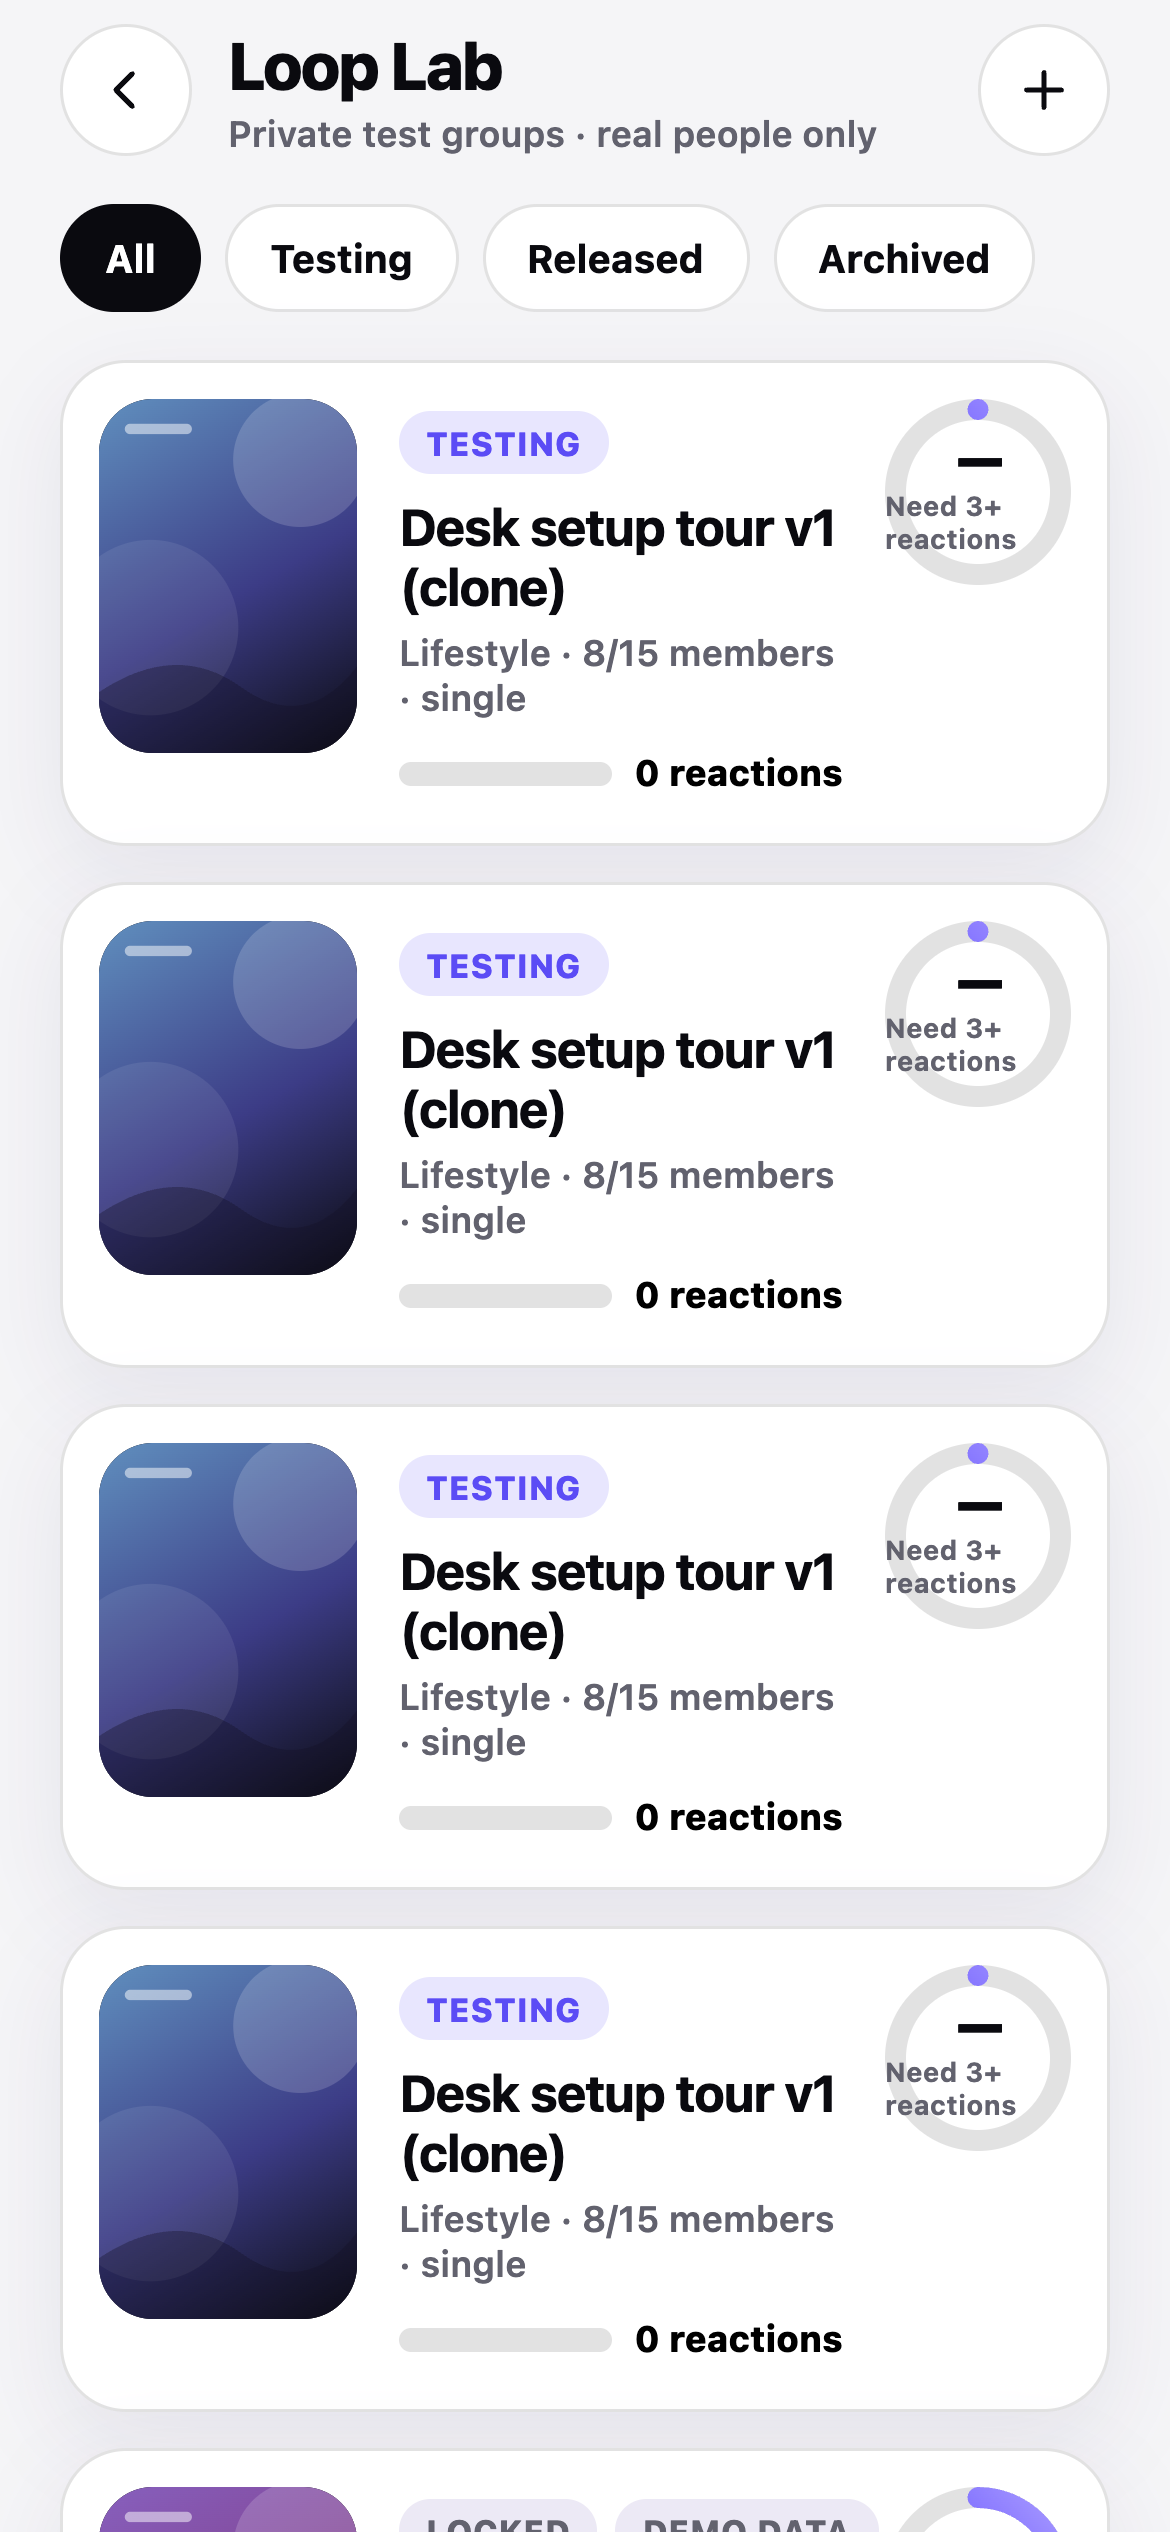 Loop Lab
Private test groups · real people only
All
Testing
Released
Archived
TESTING
Desk setup tour v1
(clone)
Lifestyle · 8/15 members
· single
0 reactions
—
Need 3+
reactions
TESTING
Desk setup tour v1
(clone)
Lifestyle · 8/15 members
· single
0 reactions
—
Need 3+
reactions
TESTING
Desk setup tour v1
(clone)
Lifestyle · 8/15 members
· single
0 reactions
—
Need 3+
reactions
TESTING
Desk setup tour v1
(clone)
Lifestyle · 8/15 members
· single
0 reactions
—
Need 3+
reactions
LOCKED
DEMO DATA